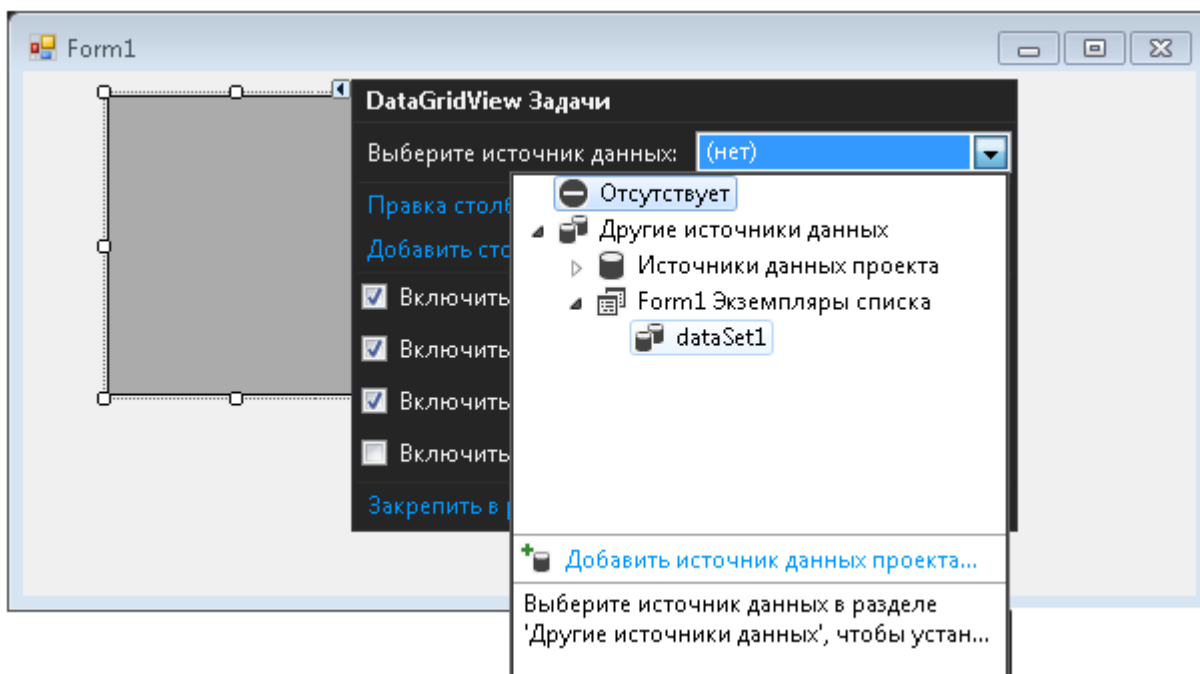 Form1
DataGridView Задачи
Выберите источник данных: (нет)
Отсутствует
Правка
Другие источники данных
Добавить
Источники данных проекта
Включить
Form1 Экземпляры списка
dataSet1
Включить
Включить
Включить
Закрепить в
Добавить источник данных проекта...
Выберите источник данных в разделе
'Другие источники данных', чтобы устан...